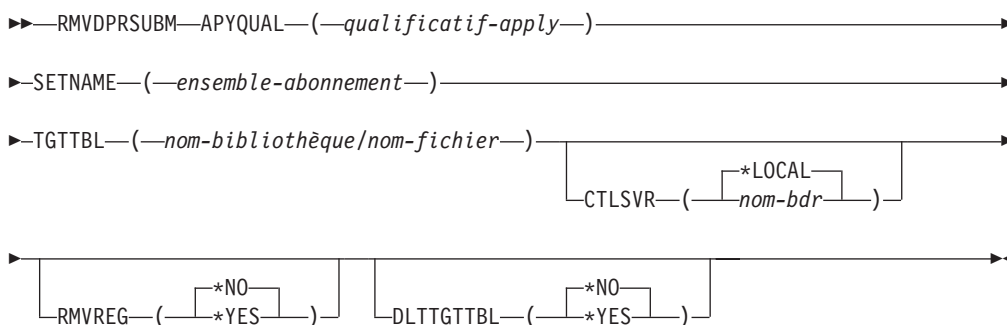 RMVDPRSUBM APYQUAL ( qualificatif-apply )
SETNAME ( ensemble-abonnement )
TGTTBL ( nom-bibliothèque/nom-fichier )
*LOCAL
CTLSVR ( nom-bdr )
*NO *NO
RMVREG ( *YES ) DLTTGTTBL ( *YES )